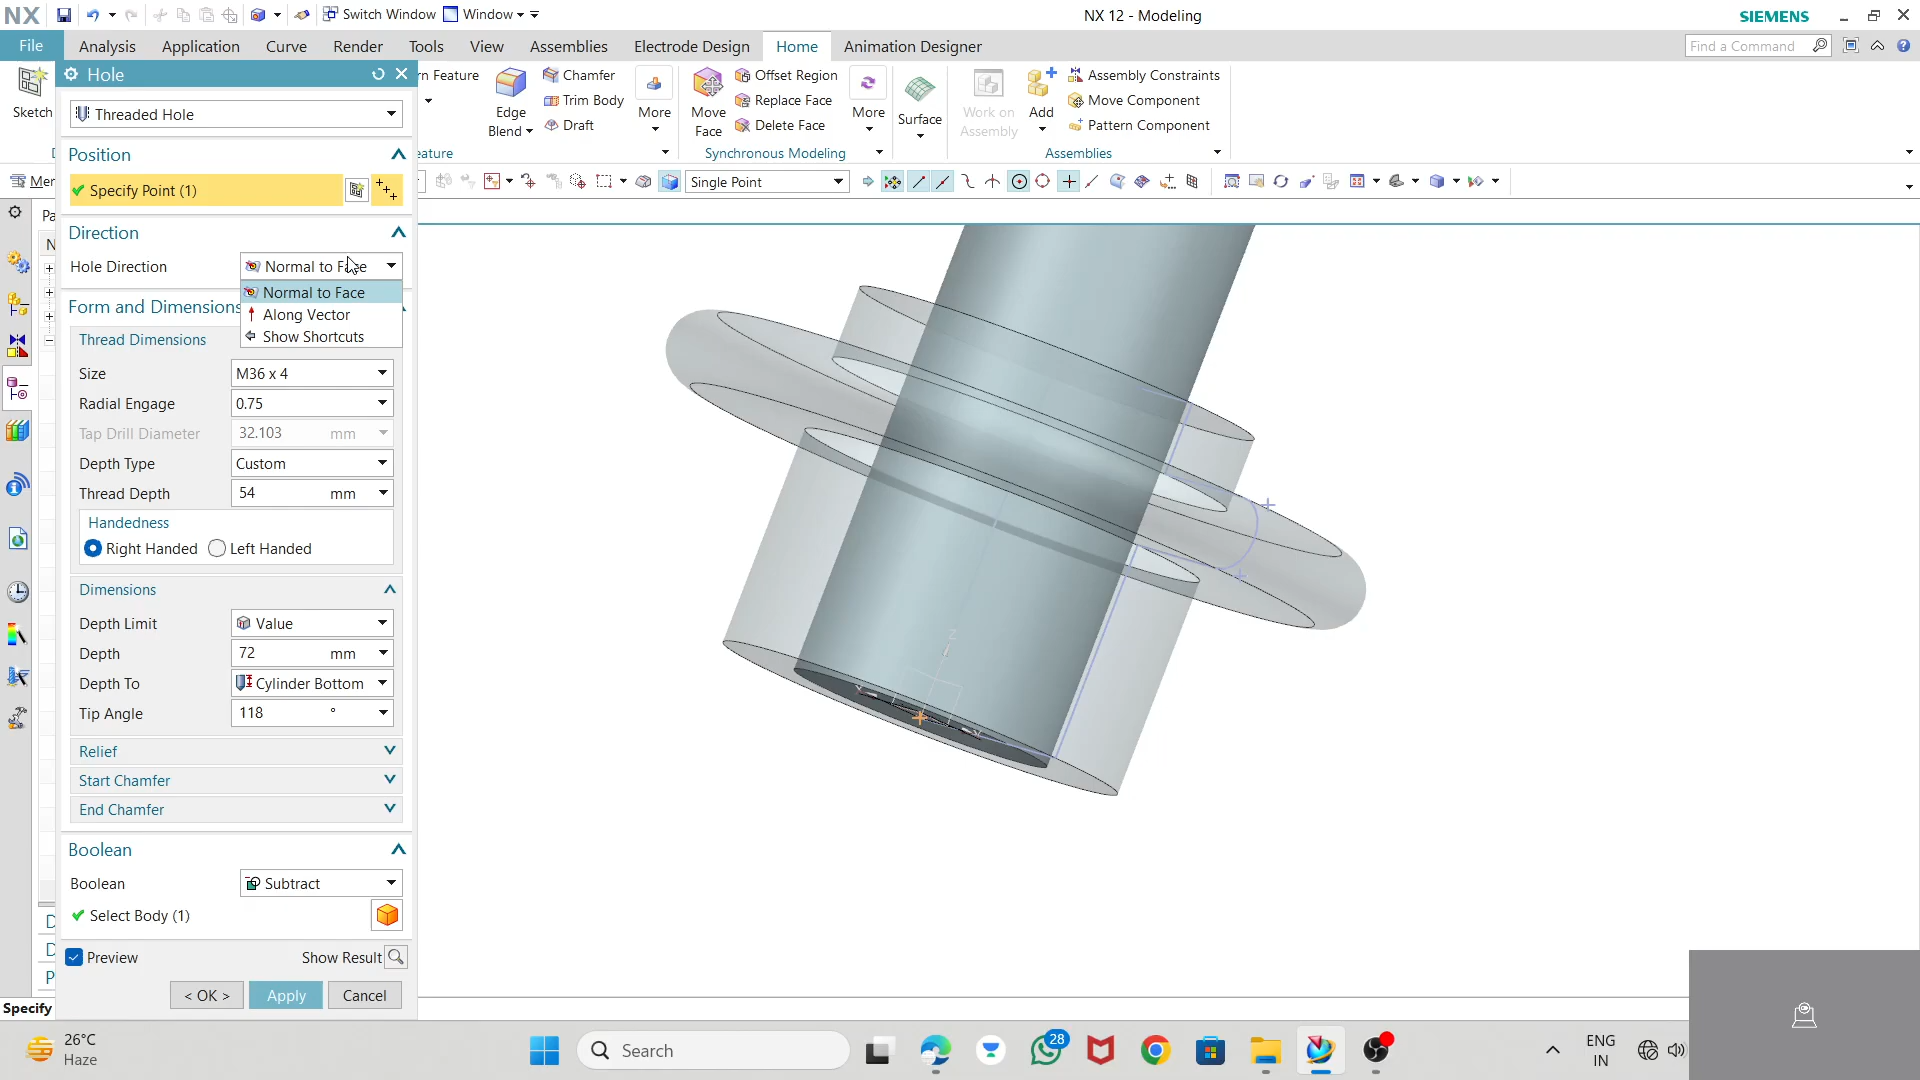 NX
Switch Window
Window
NX 12 - Modeling
SIEMENS
File
Analysis
Application
Curve
Render
Tools
View
Assemblies
Electrode Design
Home
Animation Designer
Find a Command
Hole
Sketch
rn Feature
Edge
Blend
Chamfer
Trim Body
Draft
More
Move
Face
Offset Region
Replace Face
Delete Face
More
Surface
Work on
Assembly
Add
Assembly Constraints
Move Component
Pattern Component
eature
Synchronous Modeling
Assemblies
Threaded Hole
Position
Specify Point (1)
Single Point
Direction
Hole Direction
Normal to Face
Normal to Face
Along Vector
Show Shortcuts
Form and Dimensions
Thread Dimensions
Size
M36 x 4
Radial Engage
0.75
Tap Drill Diameter
32.103 mm
Depth Type
Custom
Thread Depth
54 mm
Handedness
Right Handed
Left Handed
Dimensions
Depth Limit
Value
Depth
72 mm
Depth To
Cylinder Bottom
Tip Angle
118 °
Relief
Start Chamfer
End Chamfer
Boolean
Boolean
Subtract
Select Body (1)
Preview
Show Result
< OK >
Apply
Cancel
Specify
Z
26°C
Haze
Search
28
ENG
IN